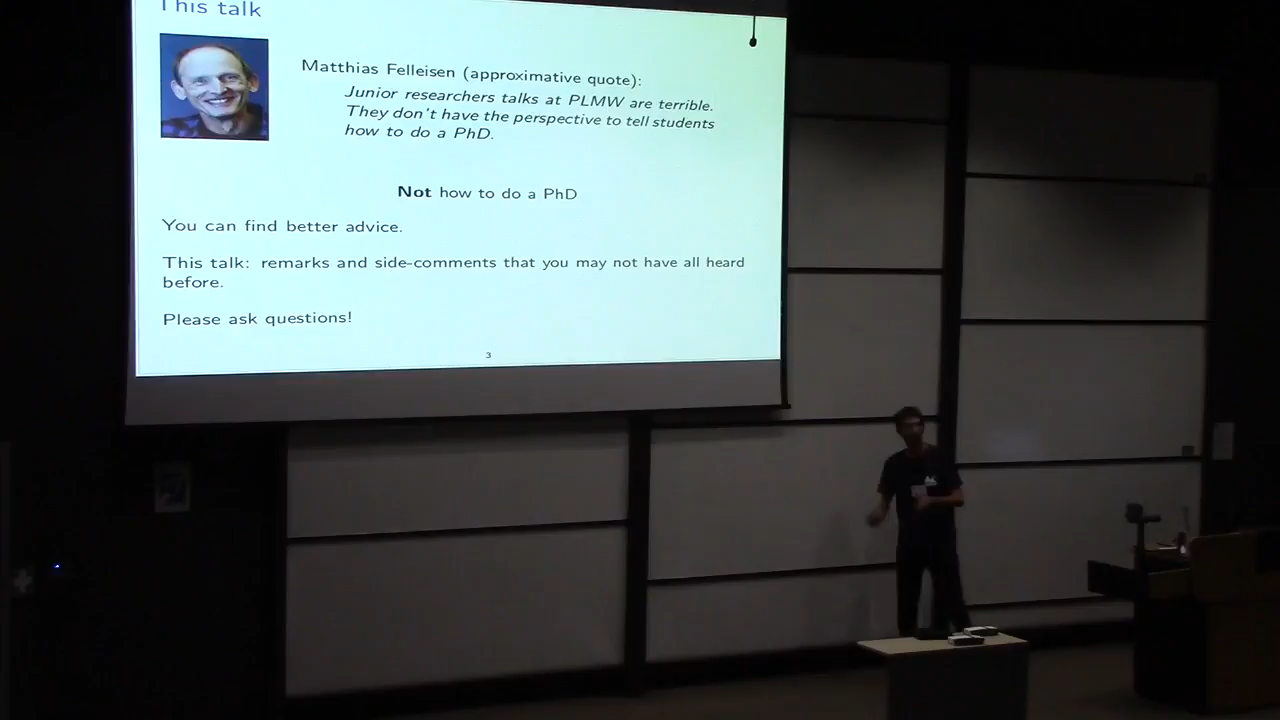 This talk
Matthias Felleisen (approximative quote):
Junior researchers talks at PLMW are terrible.
They don't have the perspective to tell students
how to do a PhD.
Not how to do a PhD
You can find better advice.
This talk: remarks and side-comments that you may not have all heard
before.
Please ask questions!
3